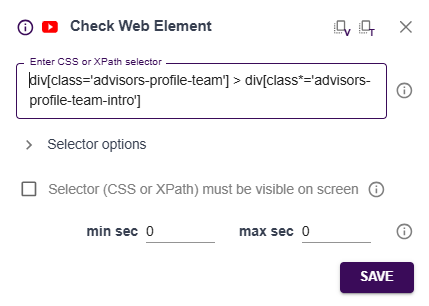 Check Web Element
V
T
Enter CSS or XPath selector
div[class='advisors-profile-team'] > div[class*='advisors-
profile-team-intro']
Selector options
Selector (CSS or XPath) must be visible on screen
min sec 0 max sec 0
SAVE